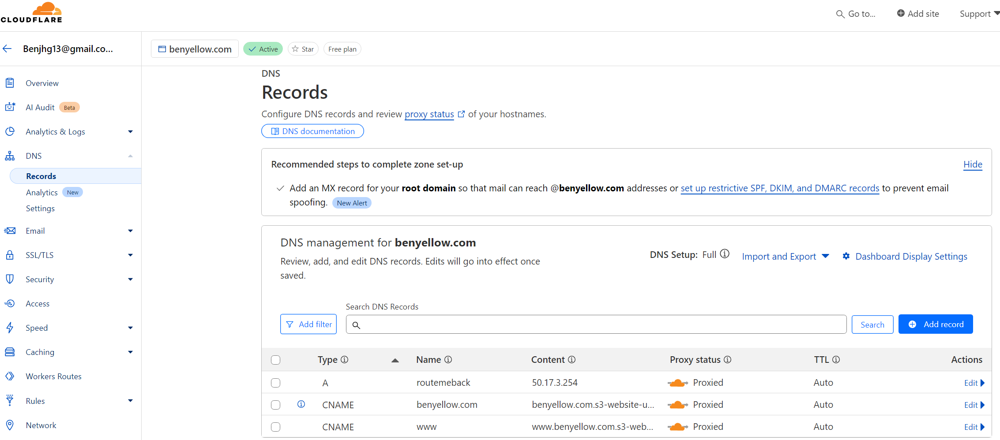 CLOUDFLARE
Go to...
Add site
Support
Benjhg13@gmail.co...
benyellow.com
Active
Star
Free plan
Overview
AI Audit Beta
Analytics & Logs
DNS
Records
Analytics New
Settings
Email
SSL/TLS
Security
Access
Speed
Caching
Workers Routes
Rules
Network
DNS
Records
Configure DNS records and review proxy status of your hostnames.
DNS documentation
Recommended steps to complete zone set-up
Hide
Add an MX record for your root domain so that mail can reach @benyellow.com addresses or set up restrictive SPF, DKIM, and DMARC records to prevent email
spoofing. New Alert
DNS management for benyellow.com
Review, add, and edit DNS records. Edits will go into effect once
saved.
DNS Setup: Full
Import and Export
Dashboard Display Settings
Search DNS Records
Add filter
Search
Add record
Type Name Content Proxy status TTL Actions
A routemeback 50.17.3.254 Proxied Auto Edit
CNAME benyellow.com benyellow.com.s3-website-u... Proxied Auto Edit
CNAME www www.benyellow.com.s3-web... Proxied Auto Edit